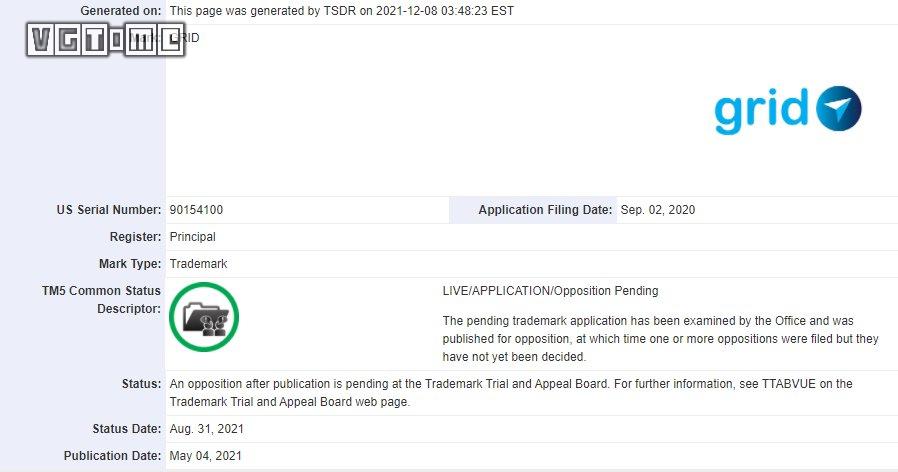 Generated on: This page was generated by TSDR on 2021-12-08 03:48:23 EST
VGTIME
Mark: GRID
grid
US Serial Number: 90154100 Application Filing Date: Sep. 02, 2020
Register: Principal
Mark Type: Trademark
TM5 Common Status LIVE/APPLICATION/Opposition Pending
Descriptor:
The pending trademark application has been examined by the Office and was
published for opposition, at which time one or more oppositions were filed but they
have not yet been decided.
Status: An opposition after publication is pending at the Trademark Trial and Appeal Board. For further information, see TTABVUE on the
Trademark Trial and Appeal Board web page.
Status Date: Aug. 31, 2021
Publication Date: May 04, 2021